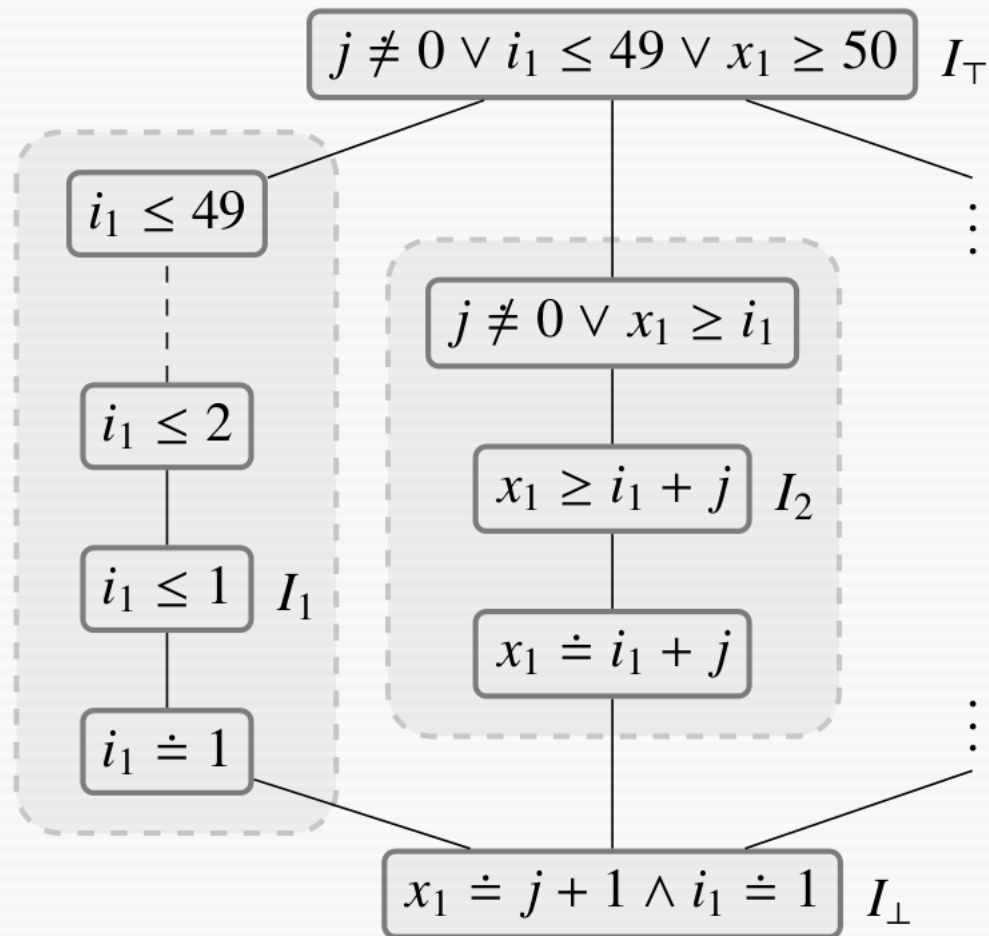 j ≠̇ 0 ∨ i₁ ≤ 49 ∨ x₁ ≥ 50 I⊤
i₁ ≤ 49
⋮
j ≠̇ 0 ∨ x₁ ≥ i₁
i₁ ≤ 2
x₁ ≥ i₁ + j I₂
i₁ ≤ 1 I₁
x₁ ≐ i₁ + j
⋮
i₁ ≐ 1
x₁ ≐ j + 1 ∧ i₁ ≐ 1 I⊥